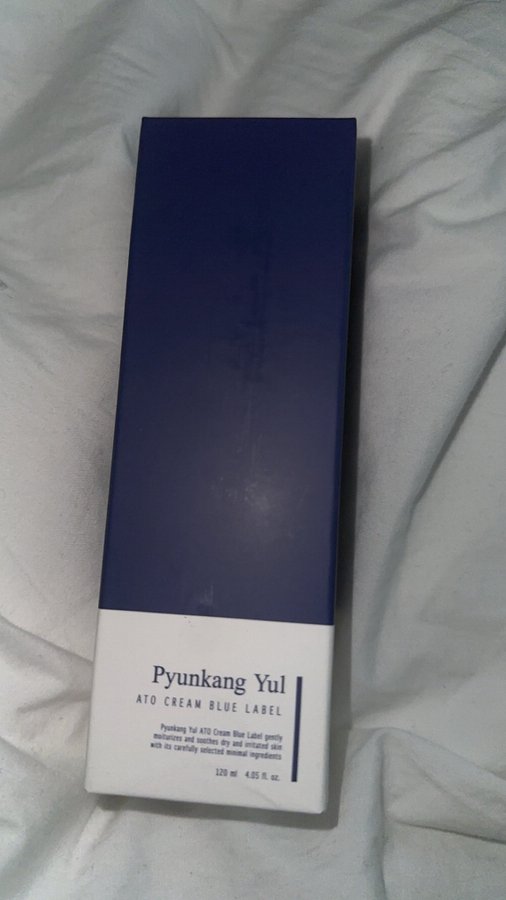 Pyunkang Yul
ATO CREAM BLUE LABEL
Pyunkang Yul ATO Cream Blue Label gently
moiturizes and soothes dry and irritated skin
with its carefully selected minimal ingredients
120 ml 4.05 fl. oz.